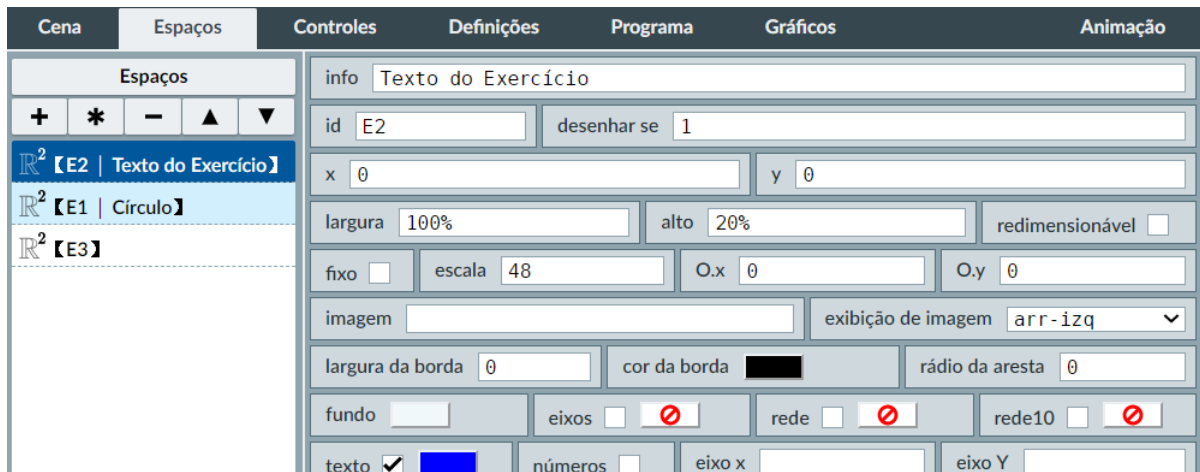 Cena Espaços Controles Definições Programa Gráficos Animação
Espaços
+ * − ▲ ▼
ℝ² 【E2 | Texto do Exercício】
ℝ² 【E1 | Círculo】
ℝ² 【E3】
info Texto do Exercício
id E2 desenhar se 1
x 0 y 0
largura 100% alto 20% redimensionável
fixo escala 48 O.x 0 O.y 0
imagem exibição de imagem arr-izq
largura da borda 0 cor da borda rádio da aresta 0
fundo eixos rede rede10
texto números eixo x eixo Y